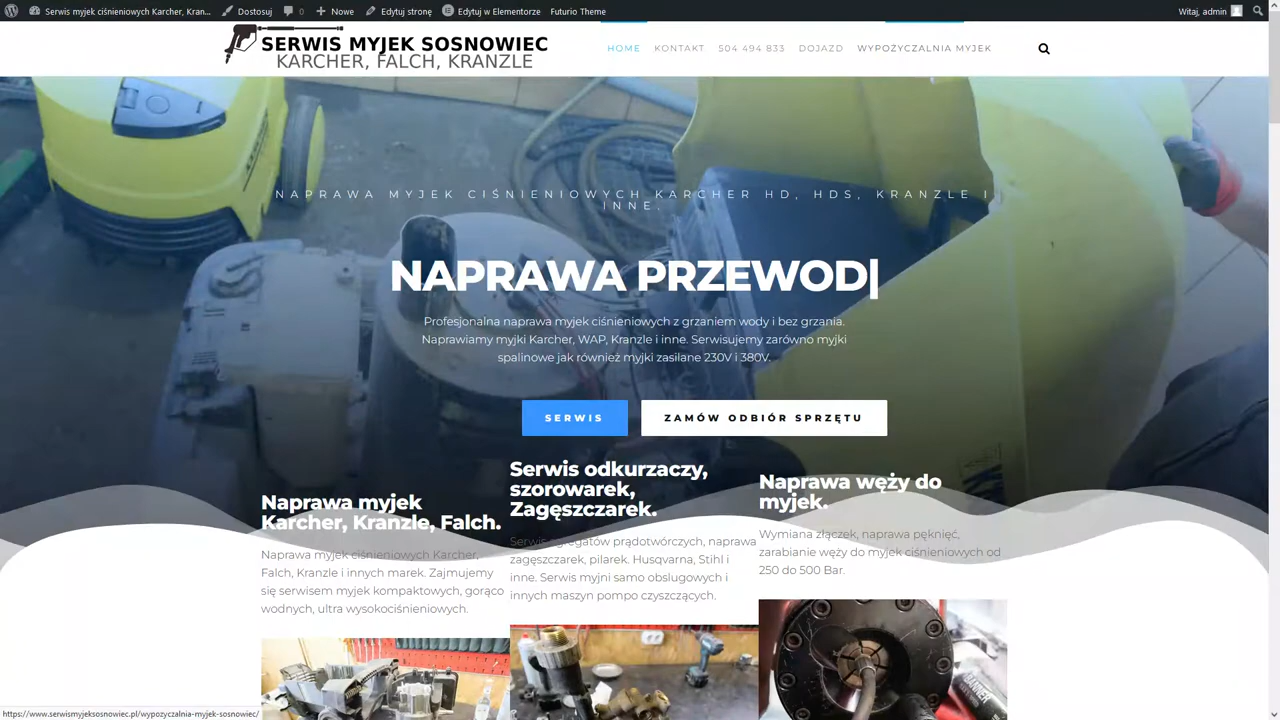 Serwis myjek ciśnieniowych Karcher, Kran...
Dostosuj
0
Nowe
Edytuj stronę
Edytuj w Elementorze
Futurio Theme
Witaj, admin
SERWIS MYJEK SOSNOWIEC
KARCHER, FALCH, KRANZLE
HOME
KONTAKT
504 494 833
DOJAZD
WYPOŻYCZALNIA MYJEK
NAPRAWA MYJEK CIŚNIENIOWYCH KARCHER HD, HDS, KRANZLE I
INNE.
NAPRAWA PRZEWOD|
Profesjonalna naprawa myjek ciśnieniowych z grzaniem wody i bez grzania.
Naprawiamy myjki Karcher, WAP, Kranzle i inne. Serwisujemy zarówno myjki
spalinowe jak również myjki zasilane 230V i 380V.
SERWIS
ZAMÓW ODBIÓR SPRZĘTU
Naprawa myjek
Karcher, Kranzle, Falch.
Naprawa myjek ciśnieniowych Karcher,
Falch, Kranzle i innych marek. Zajmujemy
się serwisem myjek kompaktowych, gorąco
wodnych, ultra wysokociśnieniowych.
Serwis odkurzaczy,
szorowarek,
Zagęszczarek.
Serwis agregatów prądotwórczych, naprawa
zagęszczarek, pilarek. Husqvarna, Stihl i
inne. Serwis myjni samo obslugowych i
innych maszyn pompo czyszczących.
Naprawa węży do
myjek.
Wymiana złączek, naprawa pęknięć,
zarabianie węży do myjek ciśnieniowych od
250 do 500 Bar.
https://www.serwismyjeksosnowiec.pl/wypozyczalnia-myjek-sosnowiec/